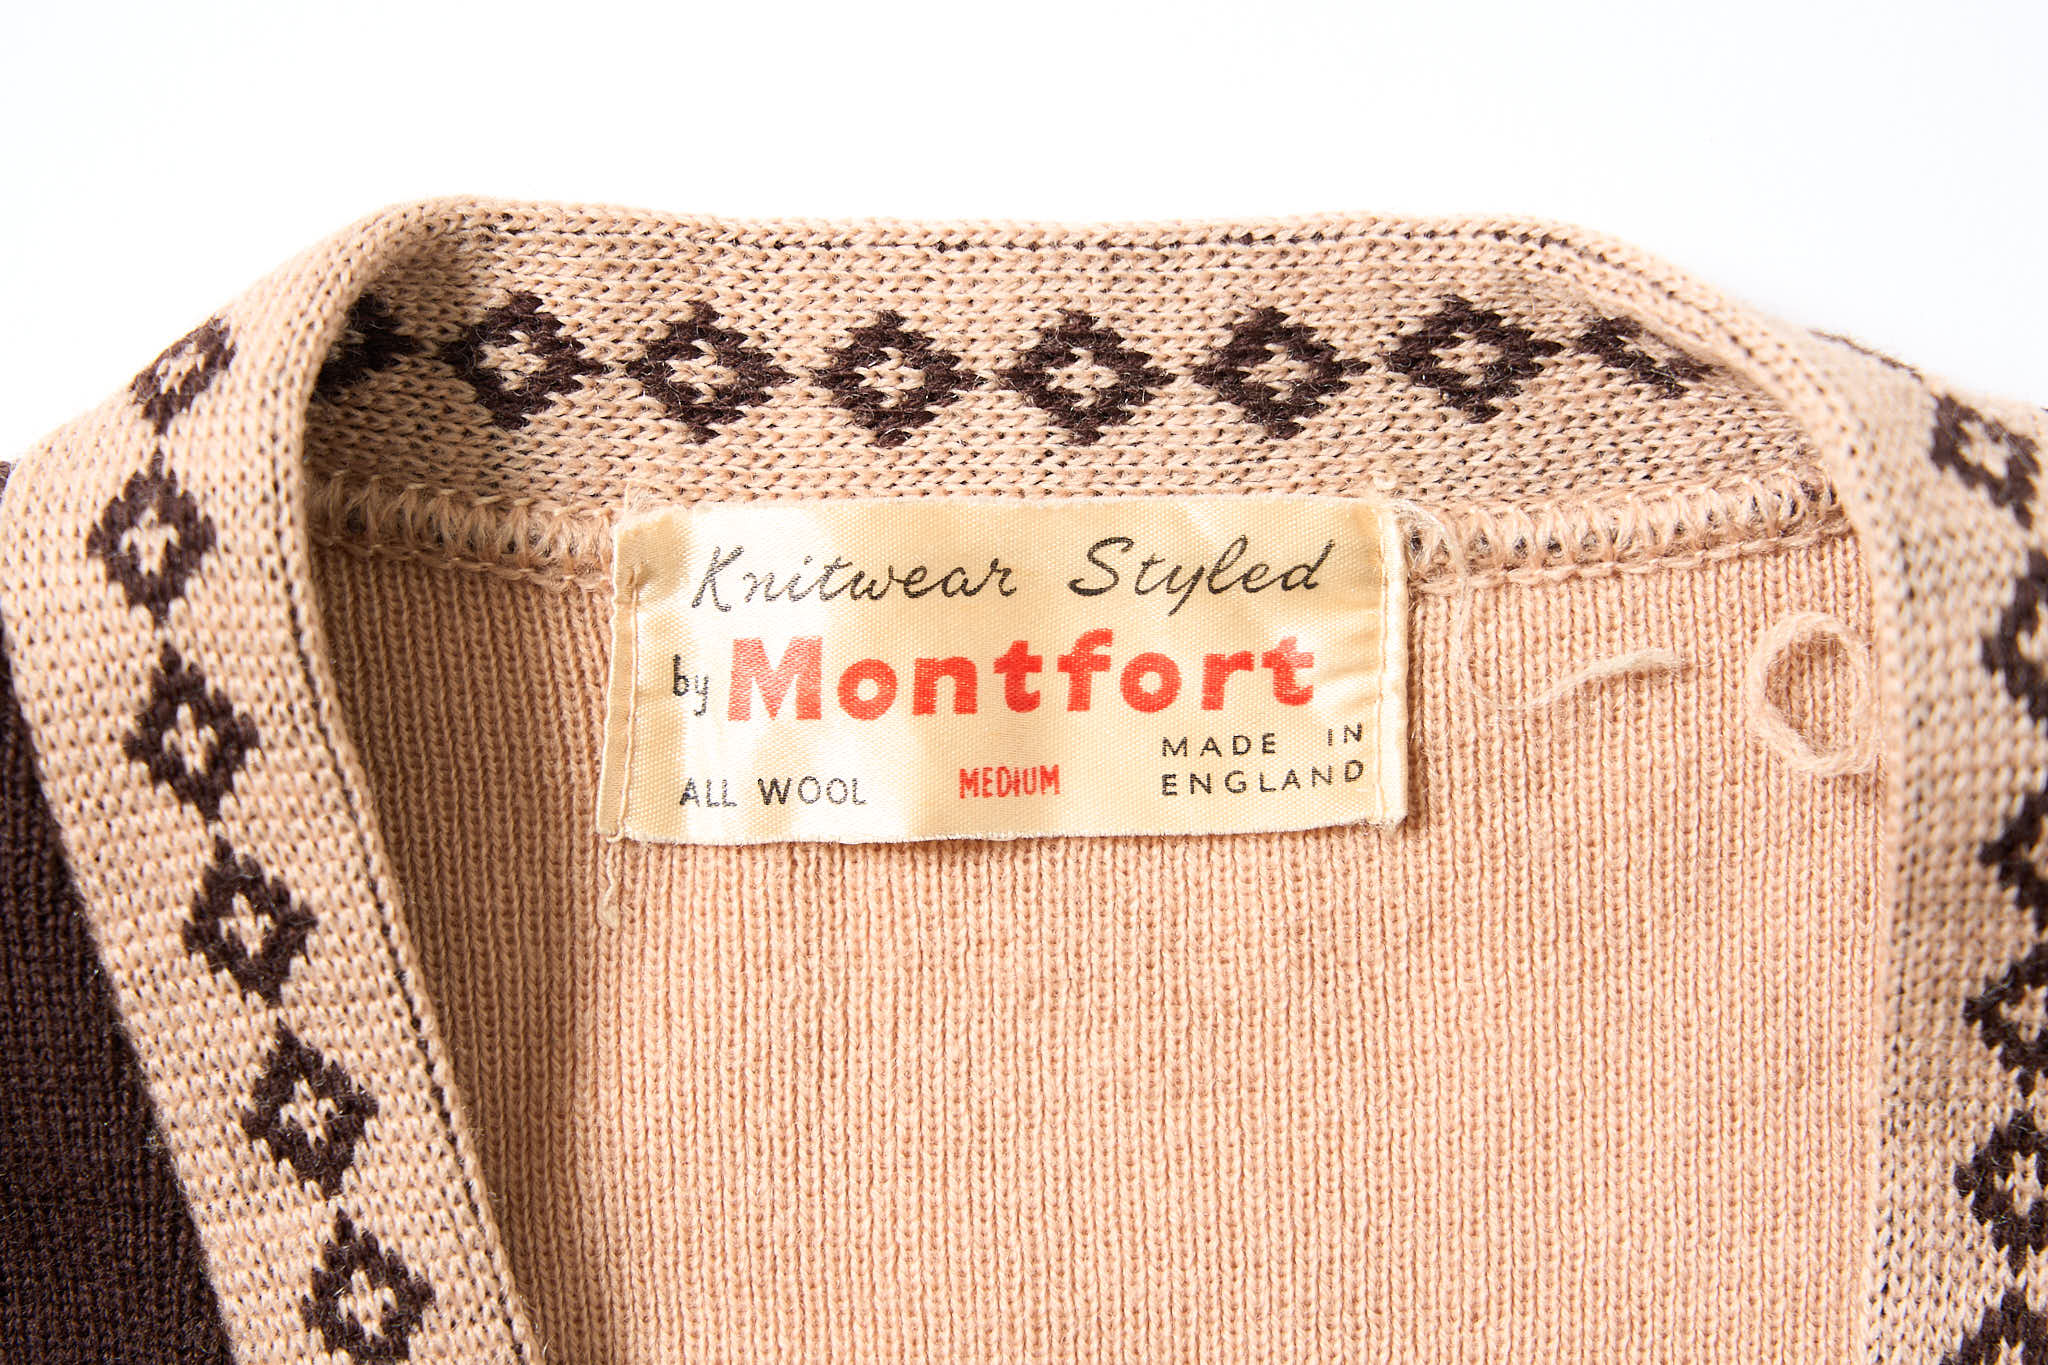 Knitwear Styled
by Montfort
ALL WOOL MEDIUM MADE IN
ENGLAND